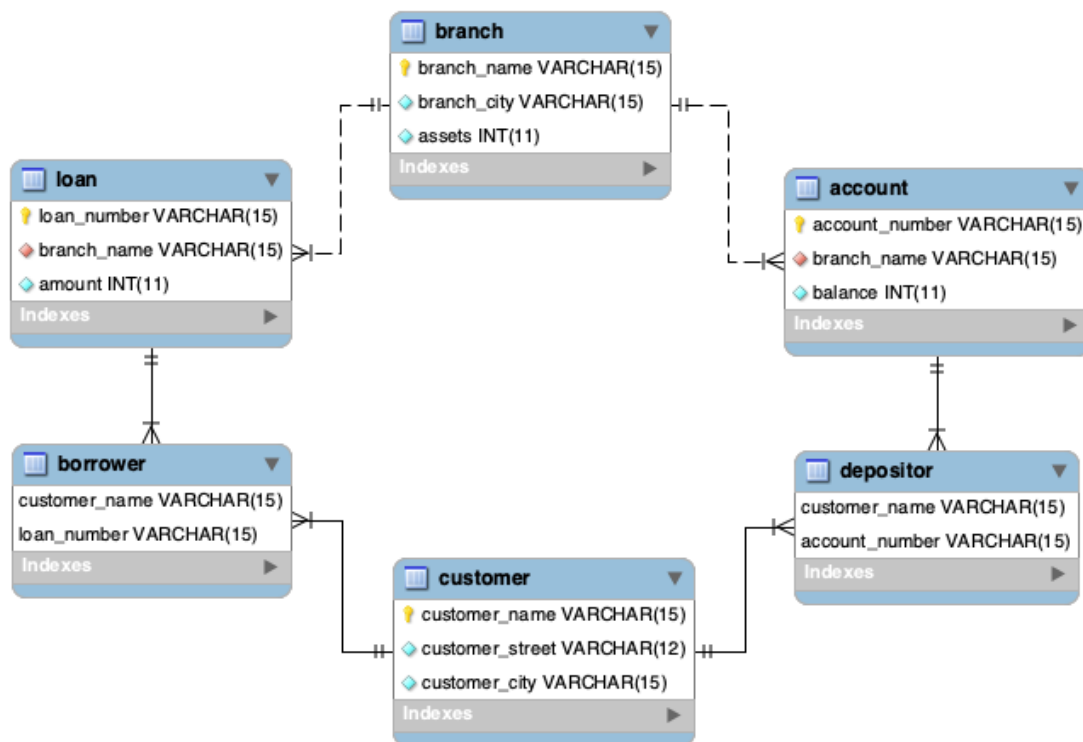 branch
branch_name VARCHAR(15)
branch_city VARCHAR(15)
assets INT(11)
Indexes
loan
loan_number VARCHAR(15)
branch_name VARCHAR(15)
amount INT(11)
Indexes
account
account_number VARCHAR(15)
branch_name VARCHAR(15)
balance INT(11)
Indexes
borrower
customer_name VARCHAR(15)
loan_number VARCHAR(15)
Indexes
depositor
customer_name VARCHAR(15)
account_number VARCHAR(15)
Indexes
customer
customer_name VARCHAR(15)
customer_street VARCHAR(12)
customer_city VARCHAR(15)
Indexes